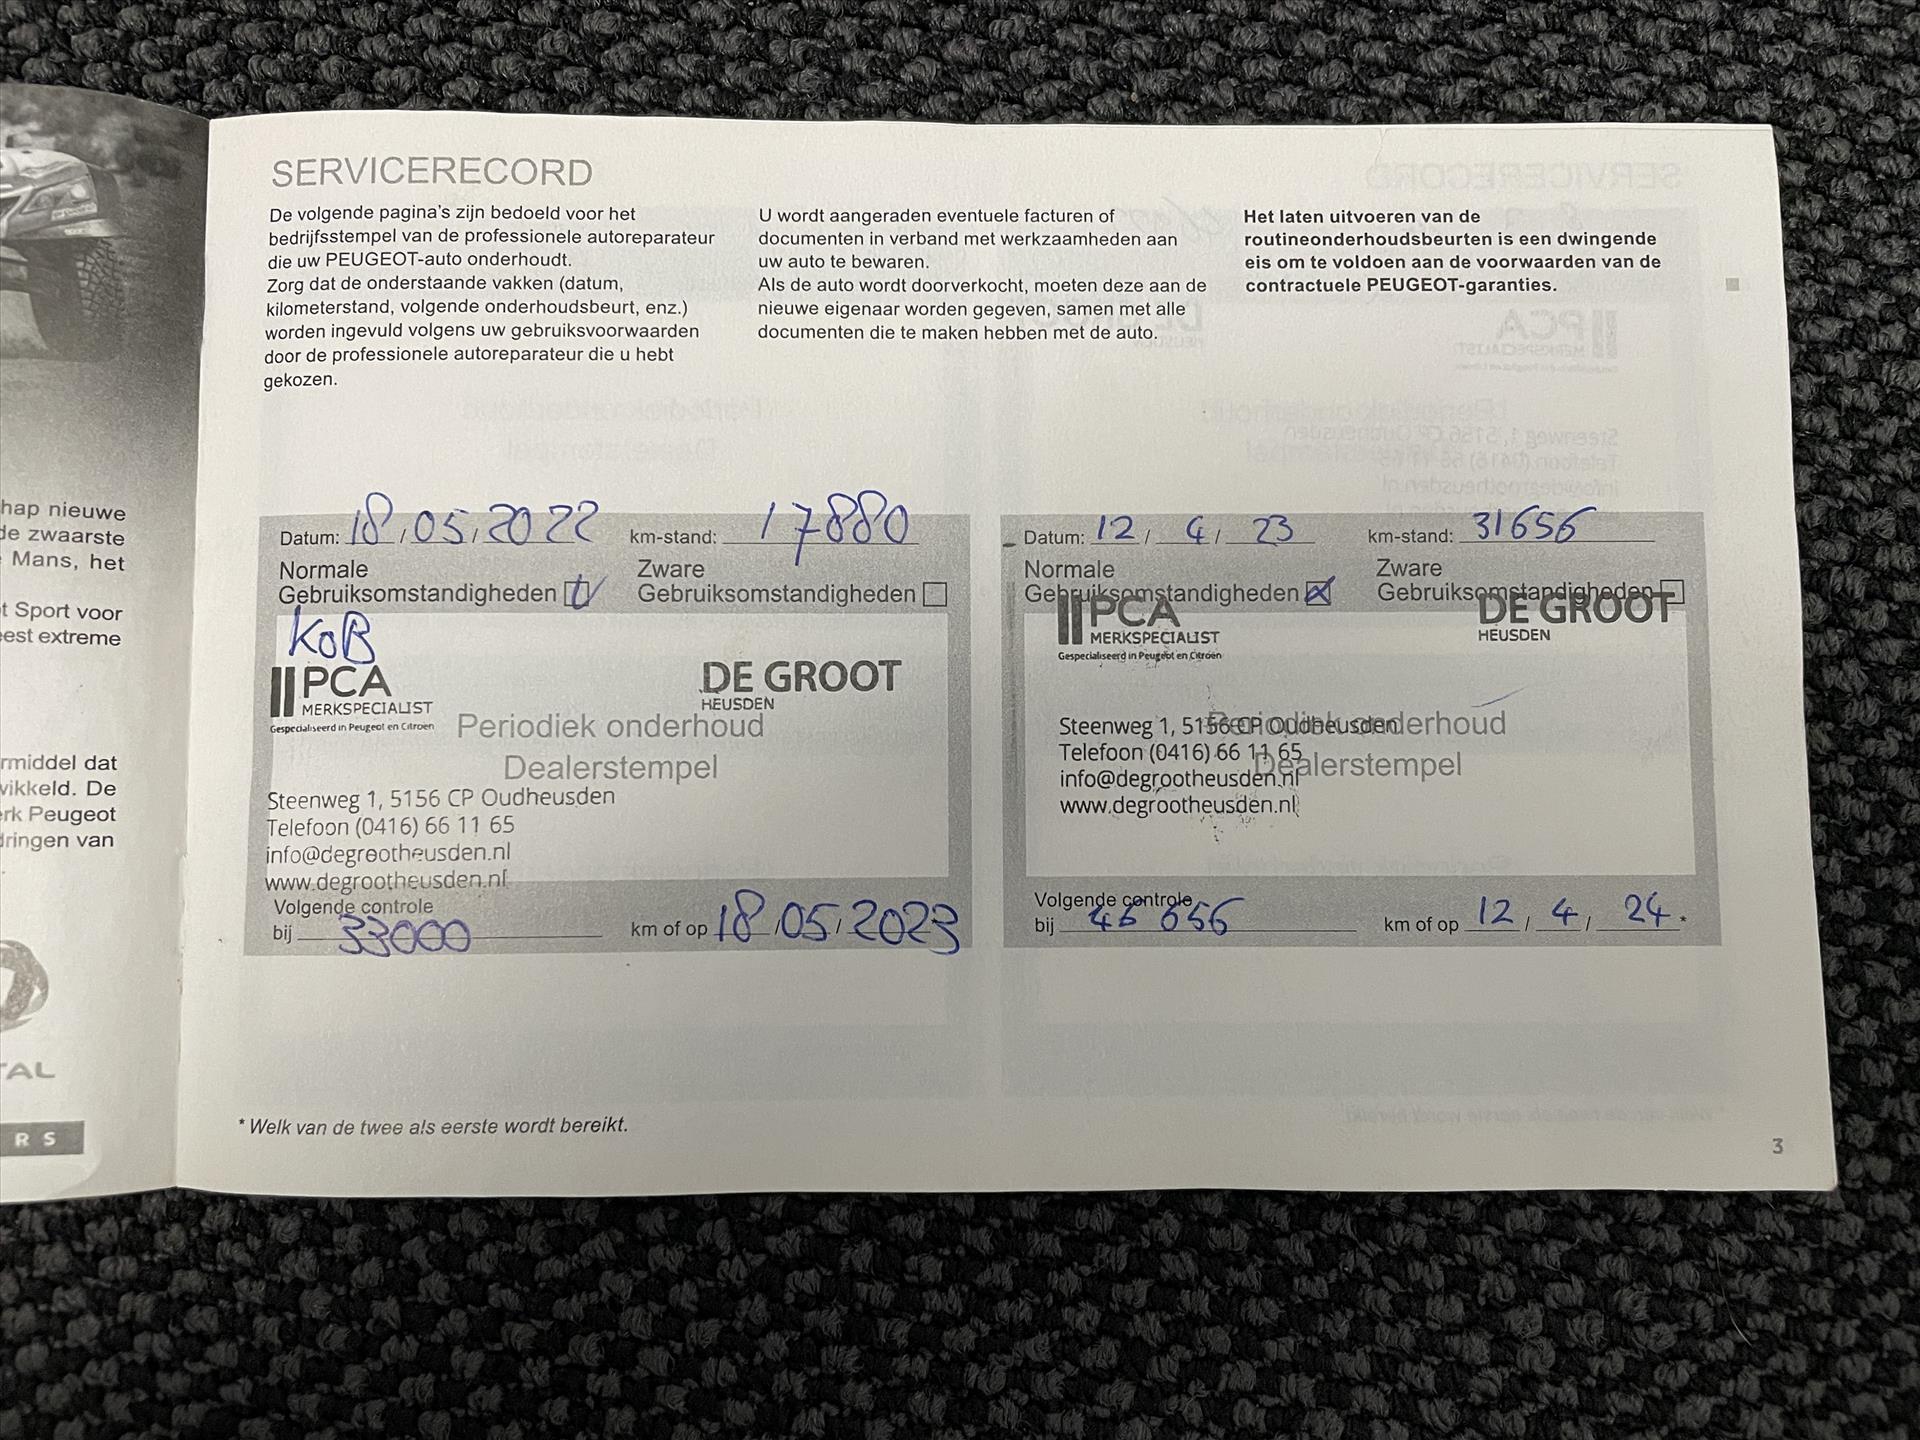 hap nieuwe
de zwaarste
Mans, het
t Sport voor
eest extreme
rmiddel dat
vikkeld. De
rk Peugeot
dringen van
TAL
R S
SERVICERECORD
De volgende pagina's zijn bedoeld voor het
bedrijfsstempel van de professionele autoreparateur
die uw PEUGEOT-auto onderhoudt.
Zorg dat de onderstaande vakken (datum,
kilometerstand, volgende onderhoudsbeurt, enz.)
worden ingevuld volgens uw gebruiksvoorwaarden
door de professionele autoreparateur die u hebt
gekozen.
U wordt aangeraden eventuele facturen of
documenten in verband met werkzaamheden aan
uw auto te bewaren.
Als de auto wordt doorverkocht, moeten deze aan de
nieuwe eigenaar worden gegeven, samen met alle
documenten die te maken hebben met de auto.
Het laten uitvoeren van de
routineonderhoudsbeurten is een dwingende
eis om te voldoen aan de voorwaarden van de
contractuele PEUGEOT-garanties.
Datum: 18/05/2022 km-stand: 17880
Normale Zware
Gebruiksomstandigheden Gebruiksomstandigheden
KoB
PCA DE GROOT
MERKSPECIALIST HEUSDEN
Gespecialiseerd in Peugeot en Citroën
Periodiek onderhoud
Dealerstempel
Steenweg 1, 5156 CP Oudheusden
Telefoon (0416) 66 11 65
info@degrootheusden.nl
www.degrootheusden.nl
Volgende controle
bij 33000 km of op 18/05/2023
Datum: 12/4/23 km-stand: 31656
Normale Zware
Gebruiksomstandigheden Gebruiksomstandigheden
PCA DE GROOT
MERKSPECIALIST HEUSDEN
Gespecialiseerd in Peugeot en Citroën
Periodiek onderhoud
Dealerstempel
Steenweg 1, 5156 CP Oudheusden
Telefoon (0416) 66 11 65
info@degrootheusden.nl
www.degrootheusden.nl
Volgende controle
bij 46 656 km of op 12/4/24 *
* Welk van de twee als eerste wordt bereikt.
3